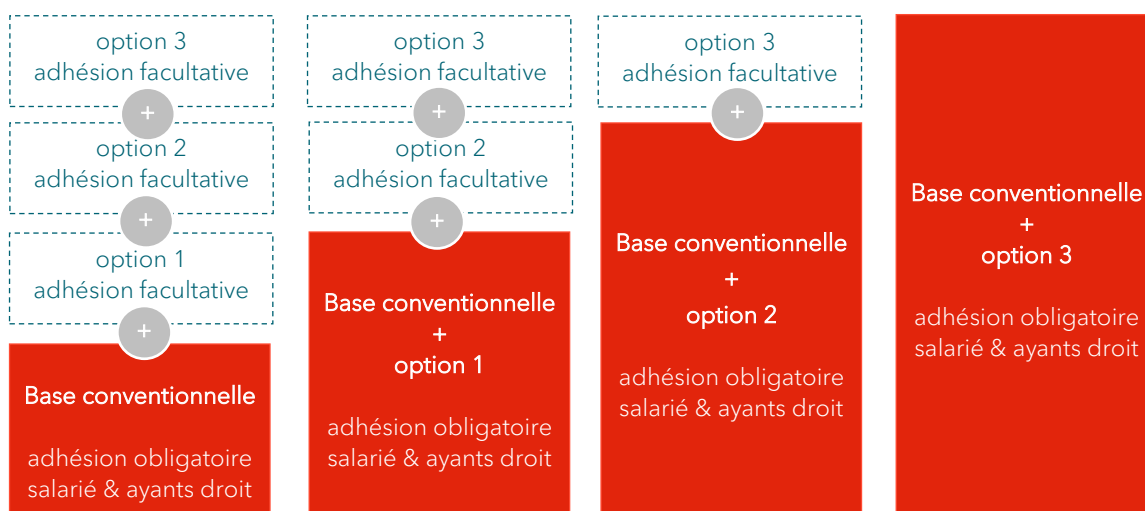 option 3
adhésion facultative
+
option 2
adhésion facultative
+
option 1
adhésion facultative
+
Base conventionnelle
adhésion obligatoire
salarié & ayants droit
option 3
adhésion facultative
+
option 2
adhésion facultative
+
Base conventionnelle
+
option 1
adhésion obligatoire
salarié & ayants droit
option 3
adhésion facultative
+
Base conventionnelle
+
option 2
adhésion obligatoire
salarié & ayants droit
Base conventionnelle
+
option 3
adhésion obligatoire
salarié & ayants droit